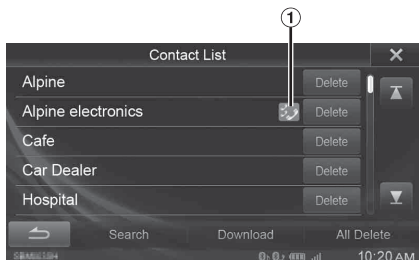 1
Contact List
Alpine Delete
Alpine electronics Delete
Cafe Delete
Car Dealer Delete
Hospital Delete
Search Download All Delete
10:20 AM